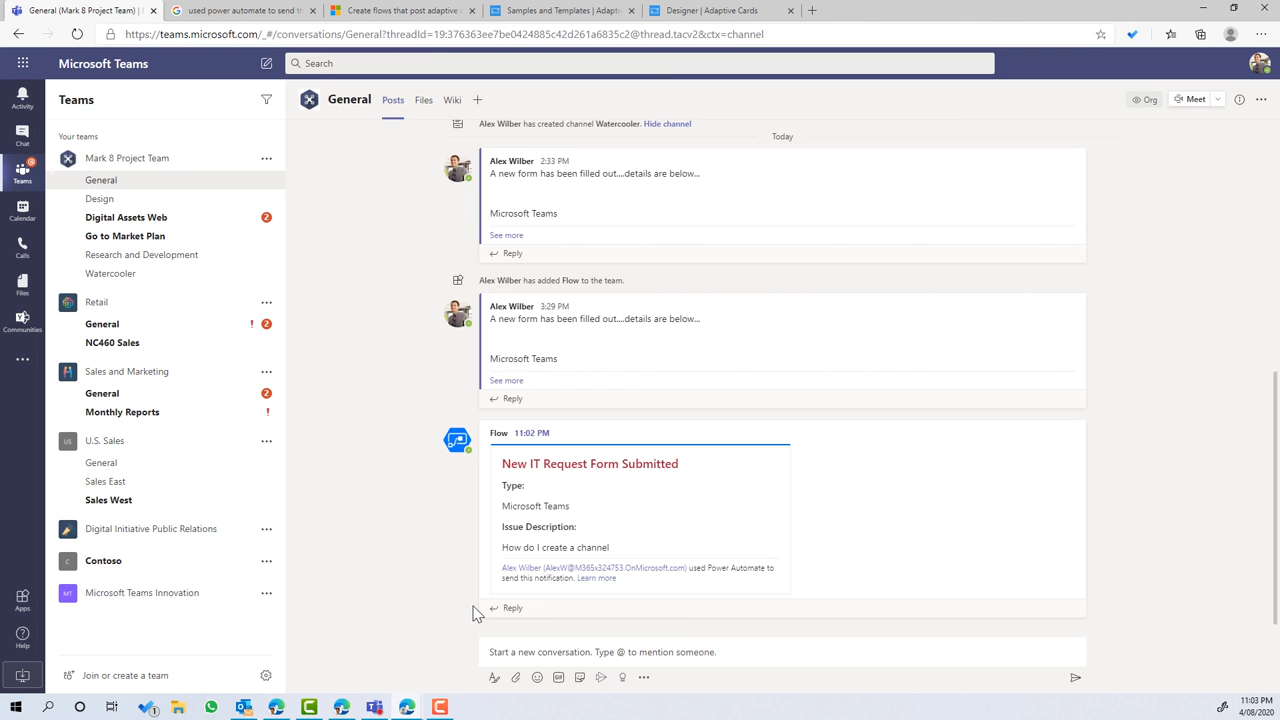 General (Mark 8 Project Team) |
used power automate to send th
Create flows that post adaptive c
Samples and Templates | Adaptiv
Designer | Adaptive Cards
https://teams.microsoft.com/_#/conversations/General?threadId=19:376363ee7be0424885c42d261a6f35c2@thread.tacv2&ctx=channel
Microsoft Teams
Search
Activity
Chat
Teams
Calendar
Calls
Files
Communities
Apps
Help
Teams
Your teams
Mark 8 Project Team
General
Design
Digital Assets Web 2
Go to Market Plan
Research and Development
Watercooler
Retail
General ! 2
NC460 Sales
Sales and Marketing
General 2
Monthly Reports !
US U.S. Sales
General
Sales East
Sales West
Digital Initiative Public Relations
C Contoso
MT Microsoft Teams Innovation
Join or create a team
General Posts Files Wiki
Org Meet
Alex Wilber has created channel Watercooler. Hide channel
Today
Alex Wilber 2:33 PM
A new form has been filled out....details are below...
Microsoft Teams
See more
Reply
Alex Wilber has added Flow to the team.
Alex Wilber 3:29 PM
A new form has been filled out....details are below...
Microsoft Teams
See more
Reply
Flow 11:02 PM
New IT Request Form Submitted
Type:
Microsoft Teams
Issue Description:
How do I create a channel
Alex Wilber (AlexW@M365x324753.OnMicrosoft.com) used Power Automate to
send this notification. Learn more
Reply
Start a new conversation. Type @ to mention someone.
GIF
11:03 PM
4/08/2020